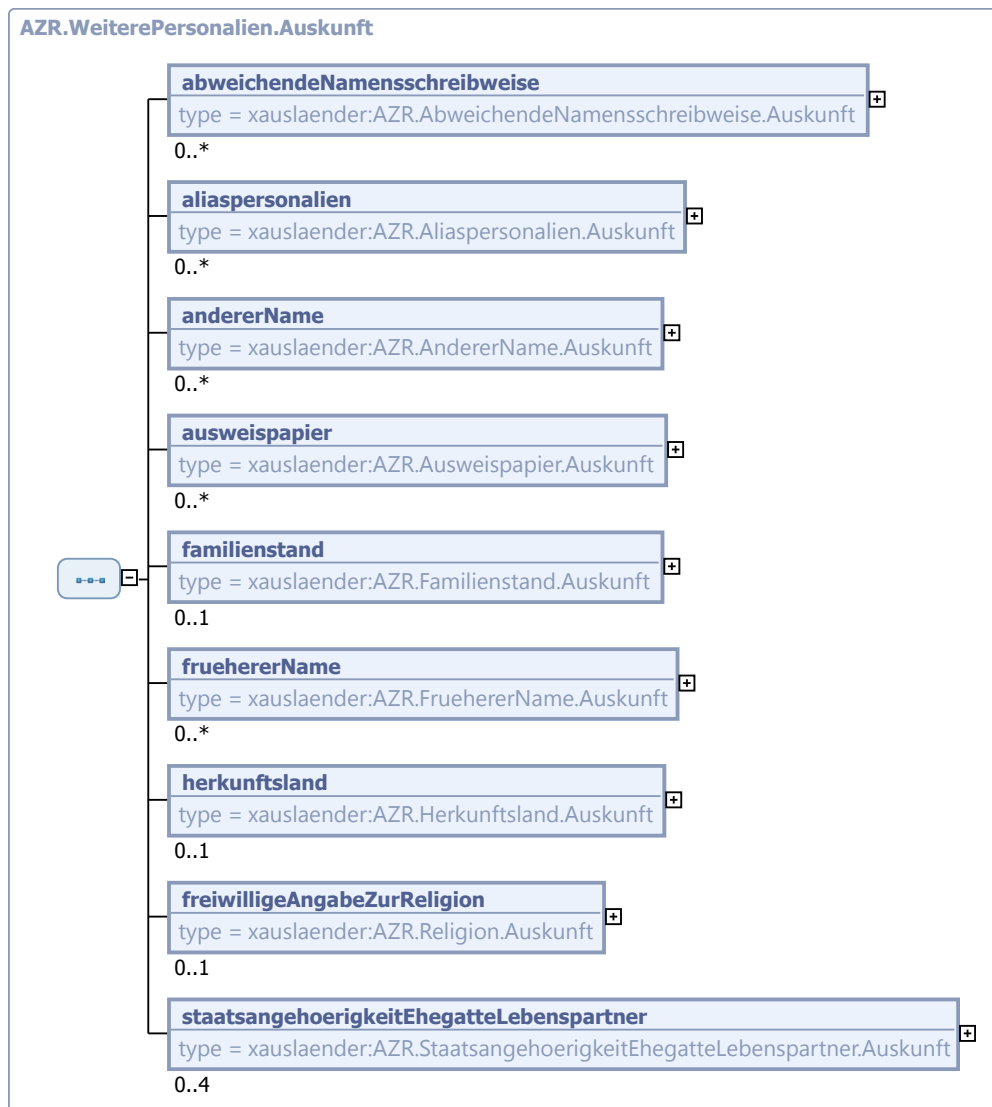 AZR.WeiterePersonalien.Auskunft
abweichendeNamensschreibweise
type = xauslaender:AZR.AbweichendeNamensschreibweise.Auskunft
0..*
aliaspersonalien
type = xauslaender:AZR.Aliaspersonalien.Auskunft
0..*
andererName
type = xauslaender:AZR.AndererName.Auskunft
0..*
ausweispapier
type = xauslaender:AZR.Ausweispapier.Auskunft
0..*
familienstand
type = xauslaender:AZR.Familienstand.Auskunft
0..1
fruehererName
type = xauslaender:AZR.FruehererName.Auskunft
0..*
herkunftsland
type = xauslaender:AZR.Herkunftsland.Auskunft
0..1
freiwilligeAngabeZurReligion
type = xauslaender:AZR.Religion.Auskunft
0..1
staatsangehoerigkeitEhegatteLebenspartner
type = xauslaender:AZR.StaatsangehoerigkeitEhegatteLebenspartner.Auskunft
0..4